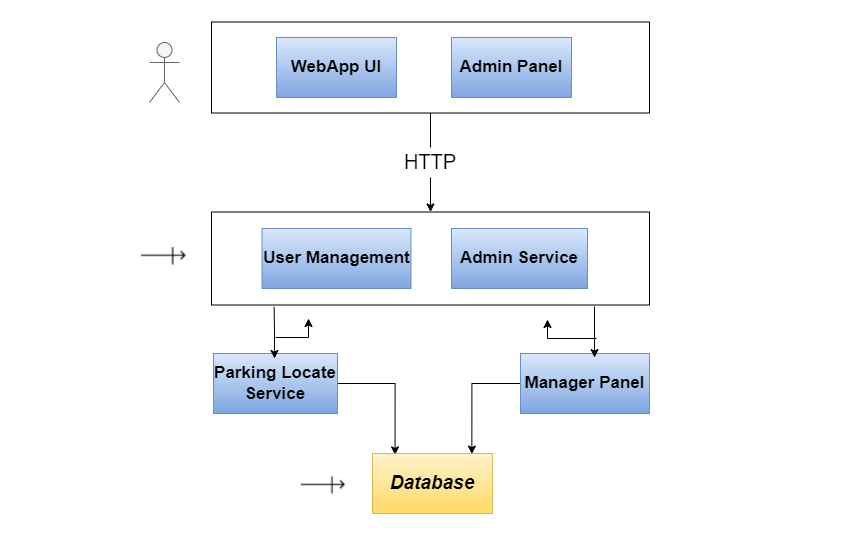 WebApp UI
Admin Panel
HTTP
User Management
Admin Service
Parking Locate
Service
Manager Panel
Database